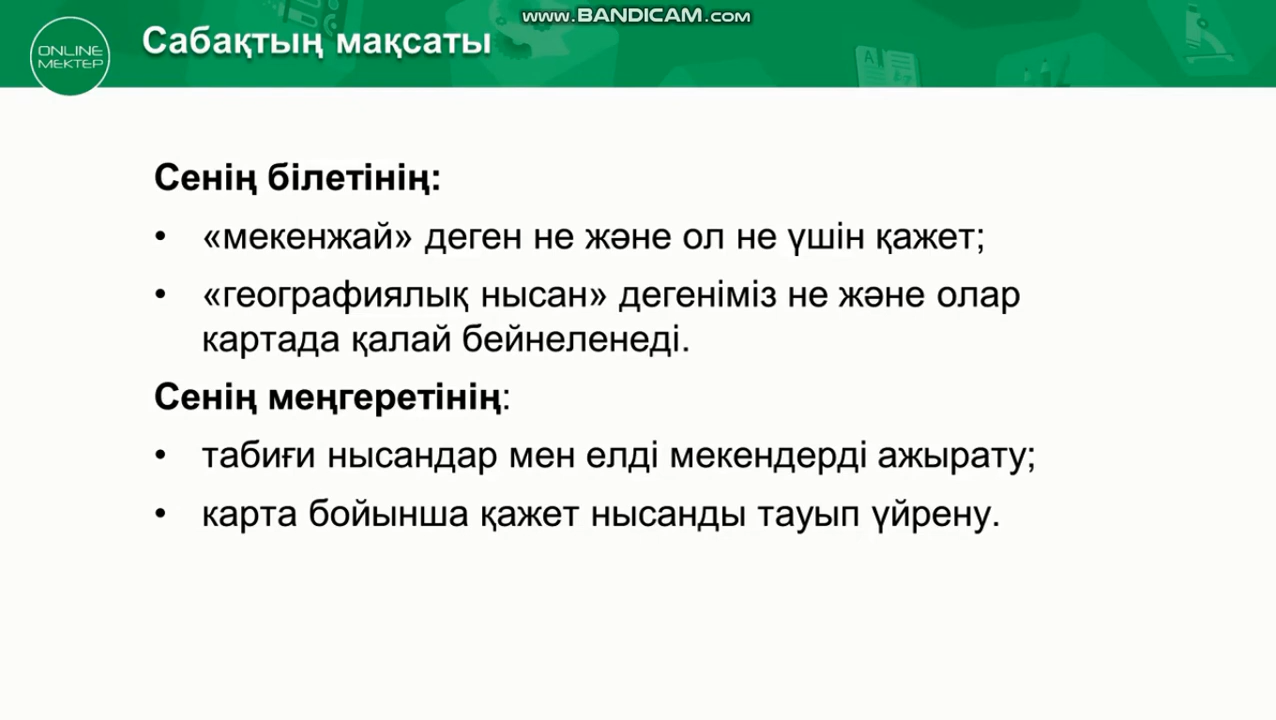 www.BANDICAM.com
Сабақтың мақсаты
ONLINE
МЕКТЕР
Сенің білетінің:
• «мекенжай» деген не және ол не үшін қажет;
• «географиялық нысан» дегеніміз не және олар
картада қалай бейнеленеді.
Сенің меңгеретінің:
• табиғи нысандар мен елді мекендерді ажырату;
• карта бойынша қажет нысанды тауып үйрену.